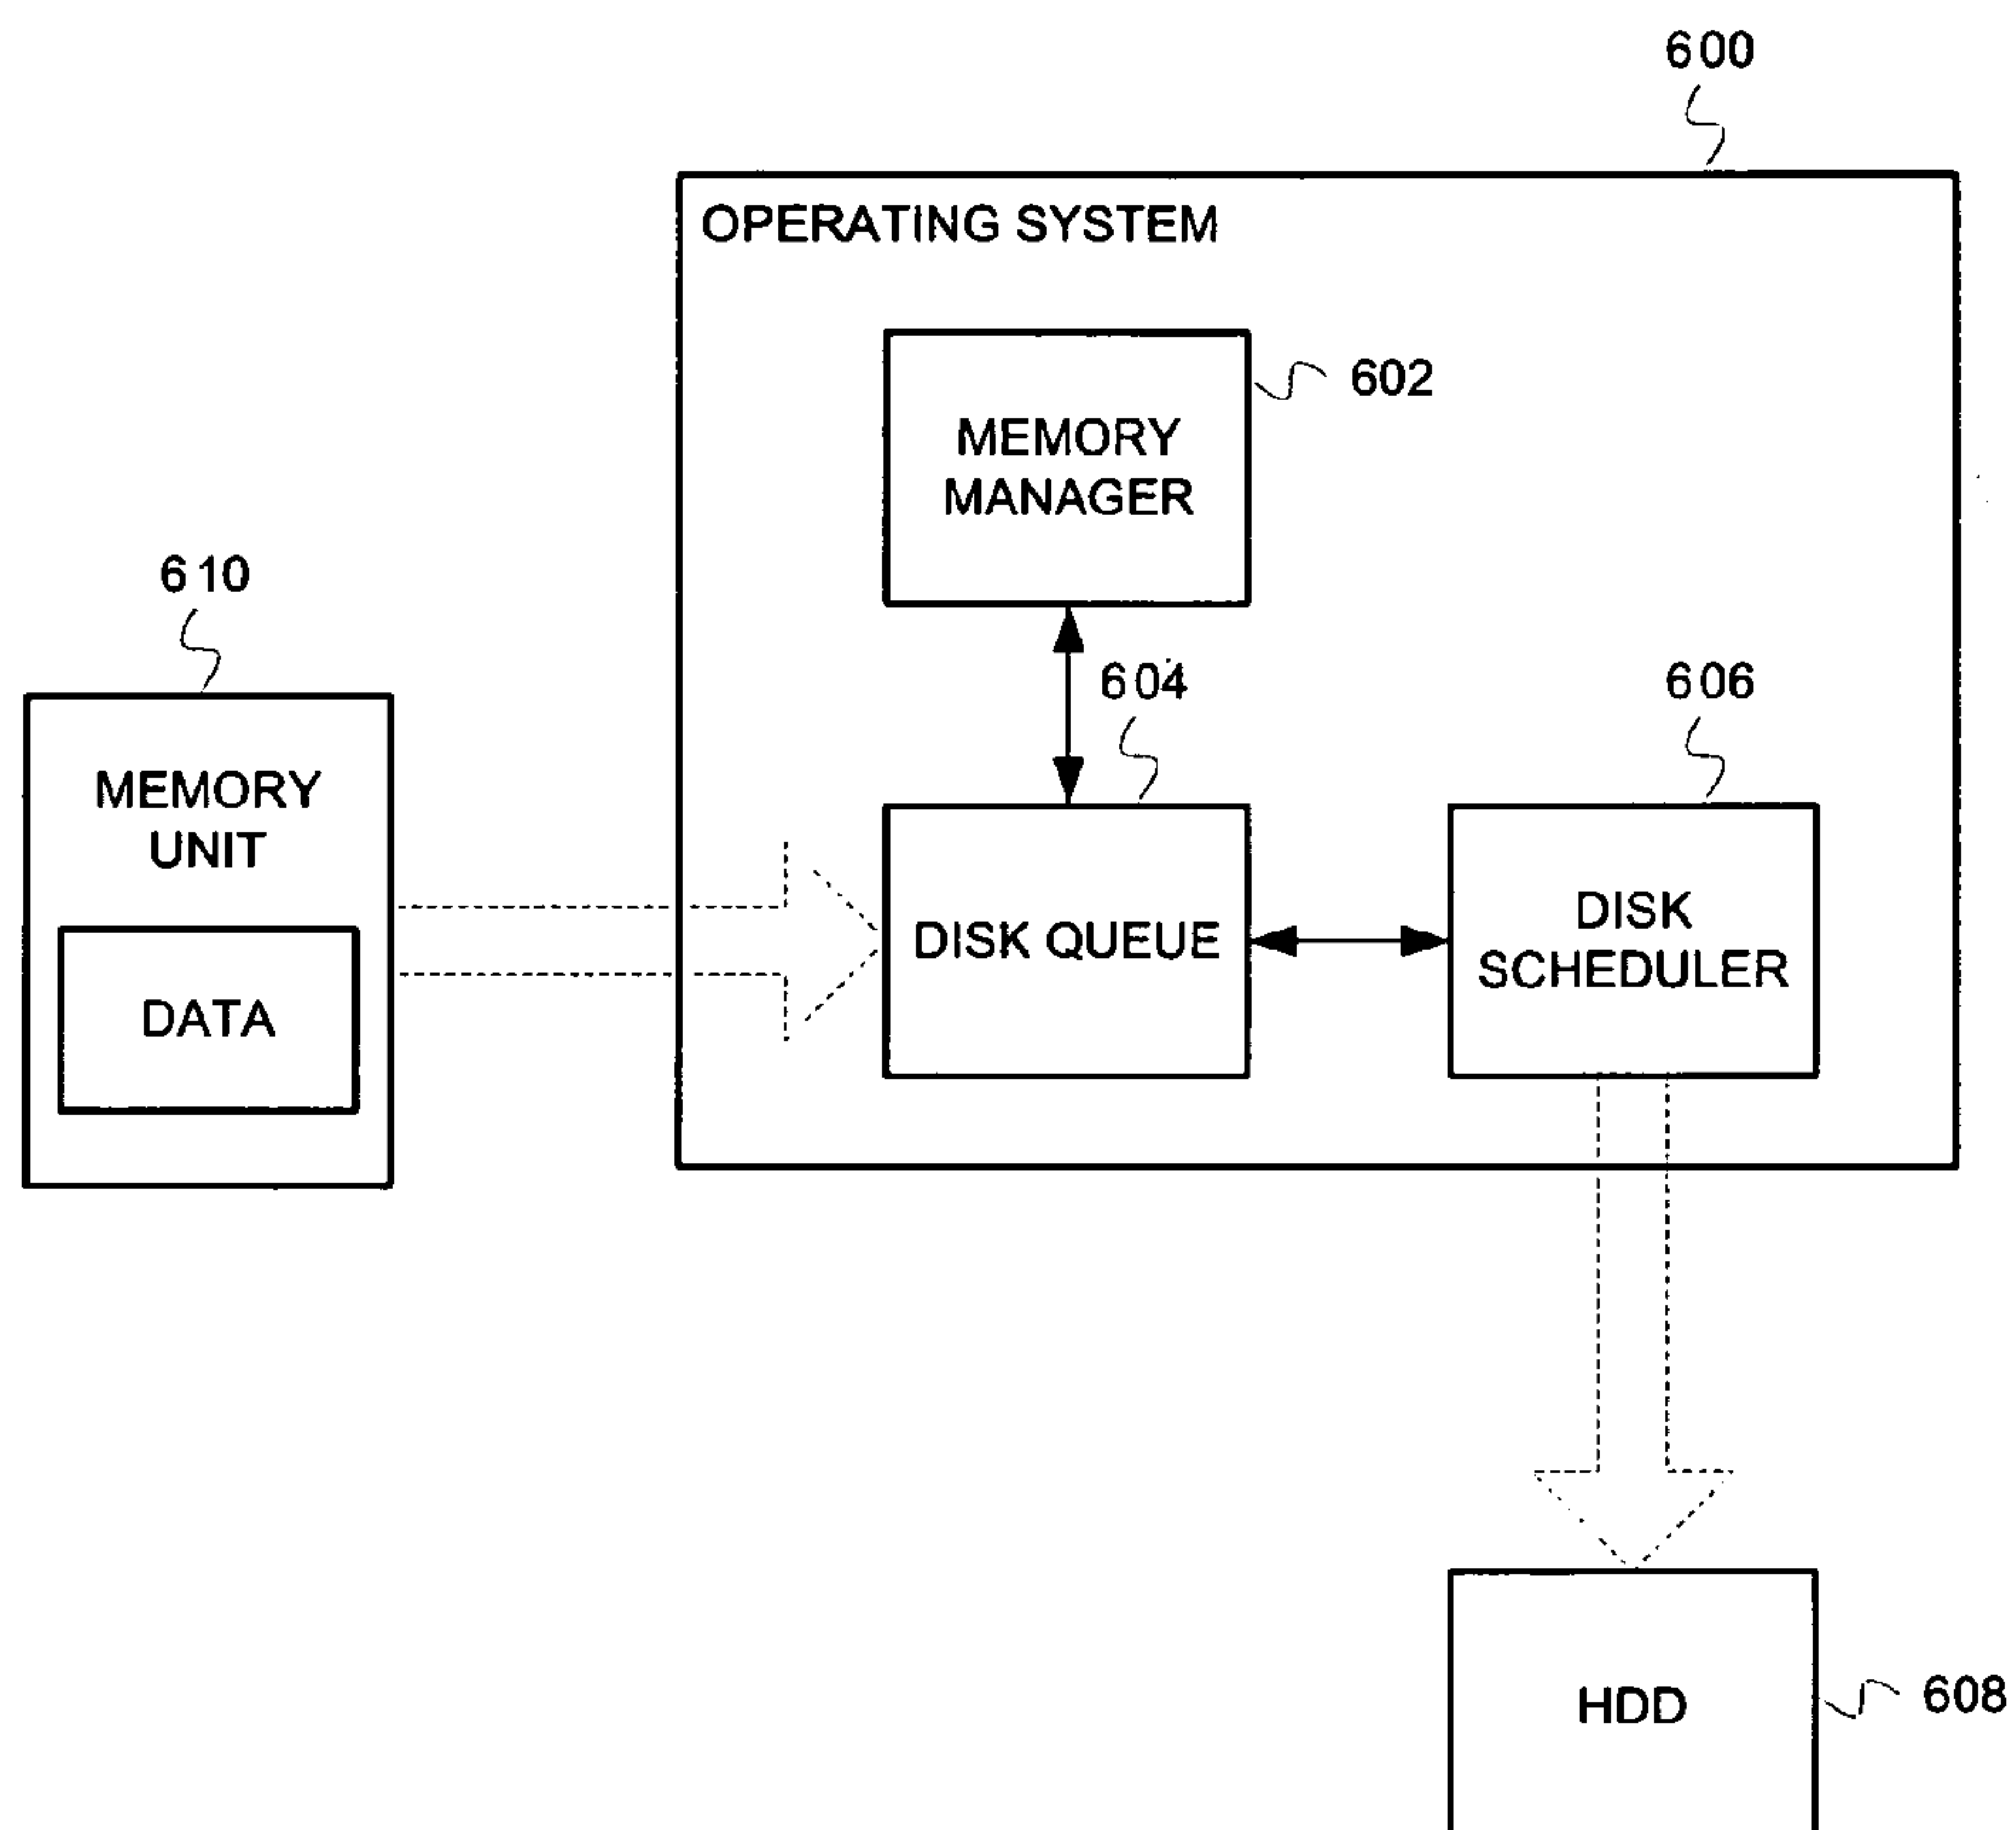 600
OPERATING SYSTEM
602
MEMORY
MANAGER
610
604
606
MEMORY
UNIT
DATA
DISK QUEUE
DISK
SCHEDULER
HDD
608